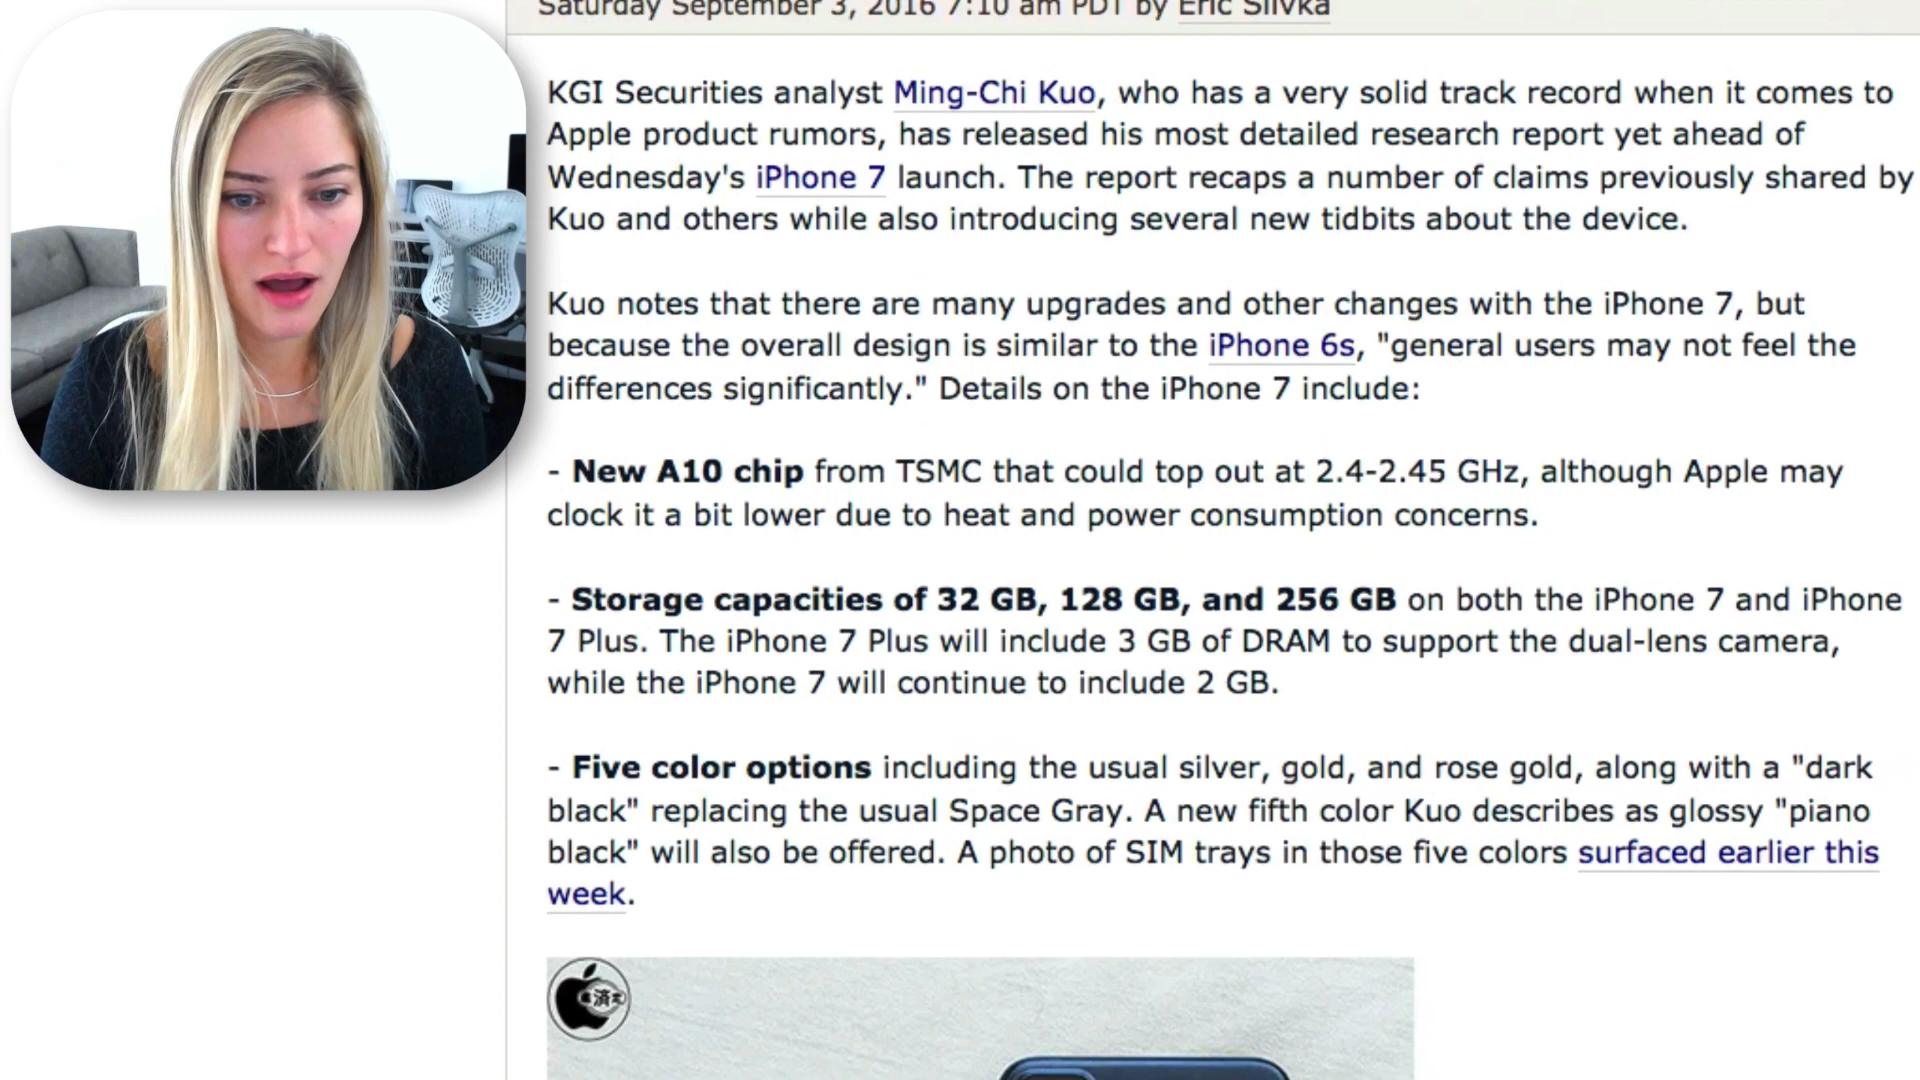 Saturday September 3, 2016 7:10 am PDT by Eric Slivka
KGI Securities analyst Ming-Chi Kuo, who has a very solid track record when it comes to
Apple product rumors, has released his most detailed research report yet ahead of
Wednesday's iPhone 7 launch. The report recaps a number of claims previously shared by
Kuo and others while also introducing several new tidbits about the device.
Kuo notes that there are many upgrades and other changes with the iPhone 7, but
because the overall design is similar to the iPhone 6s, "general users may not feel the
differences significantly." Details on the iPhone 7 include:
- New A10 chip from TSMC that could top out at 2.4-2.45 GHz, although Apple may
clock it a bit lower due to heat and power consumption concerns.
- Storage capacities of 32 GB, 128 GB, and 256 GB on both the iPhone 7 and iPhone
7 Plus. The iPhone 7 Plus will include 3 GB of DRAM to support the dual-lens camera,
while the iPhone 7 will continue to include 2 GB.
- Five color options including the usual silver, gold, and rose gold, along with a "dark
black" replacing the usual Space Gray. A new fifth color Kuo describes as glossy "piano
black" will also be offered. A photo of SIM trays in those five colors surfaced earlier this
week.